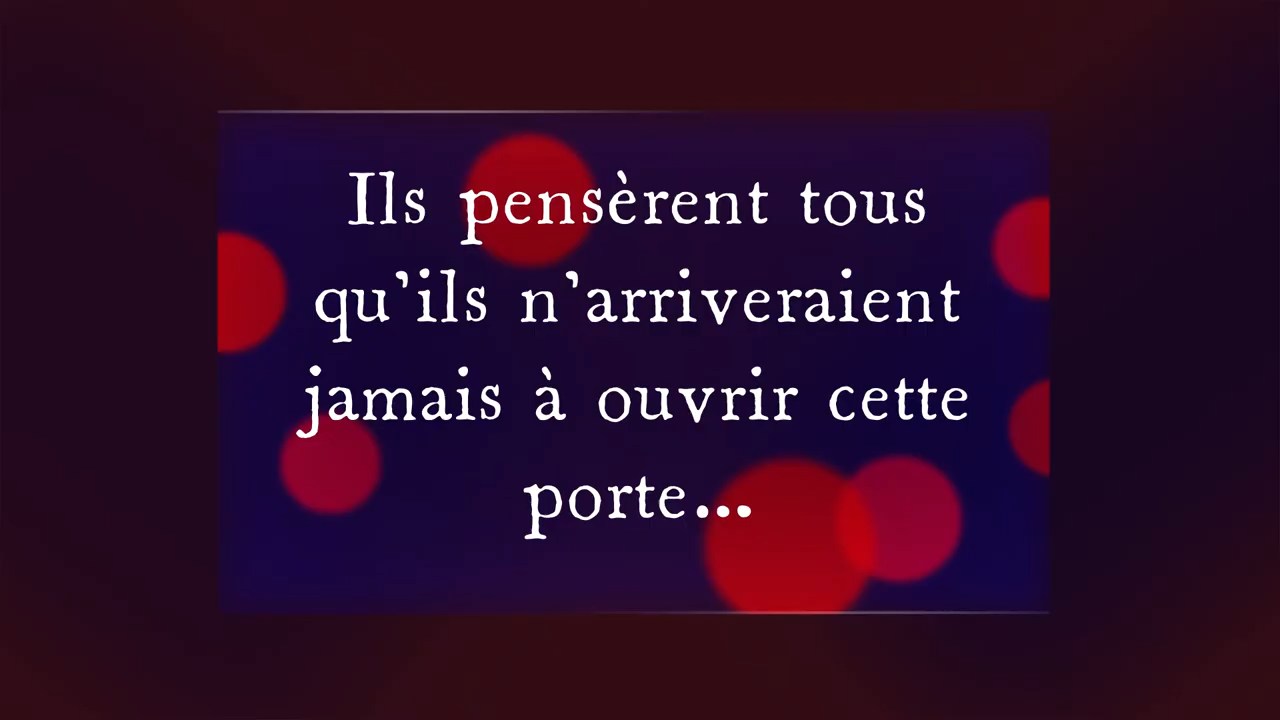 Ils pensèrent tous
qu'ils n'arriveraient
jamais à ouvrir cette
porte...